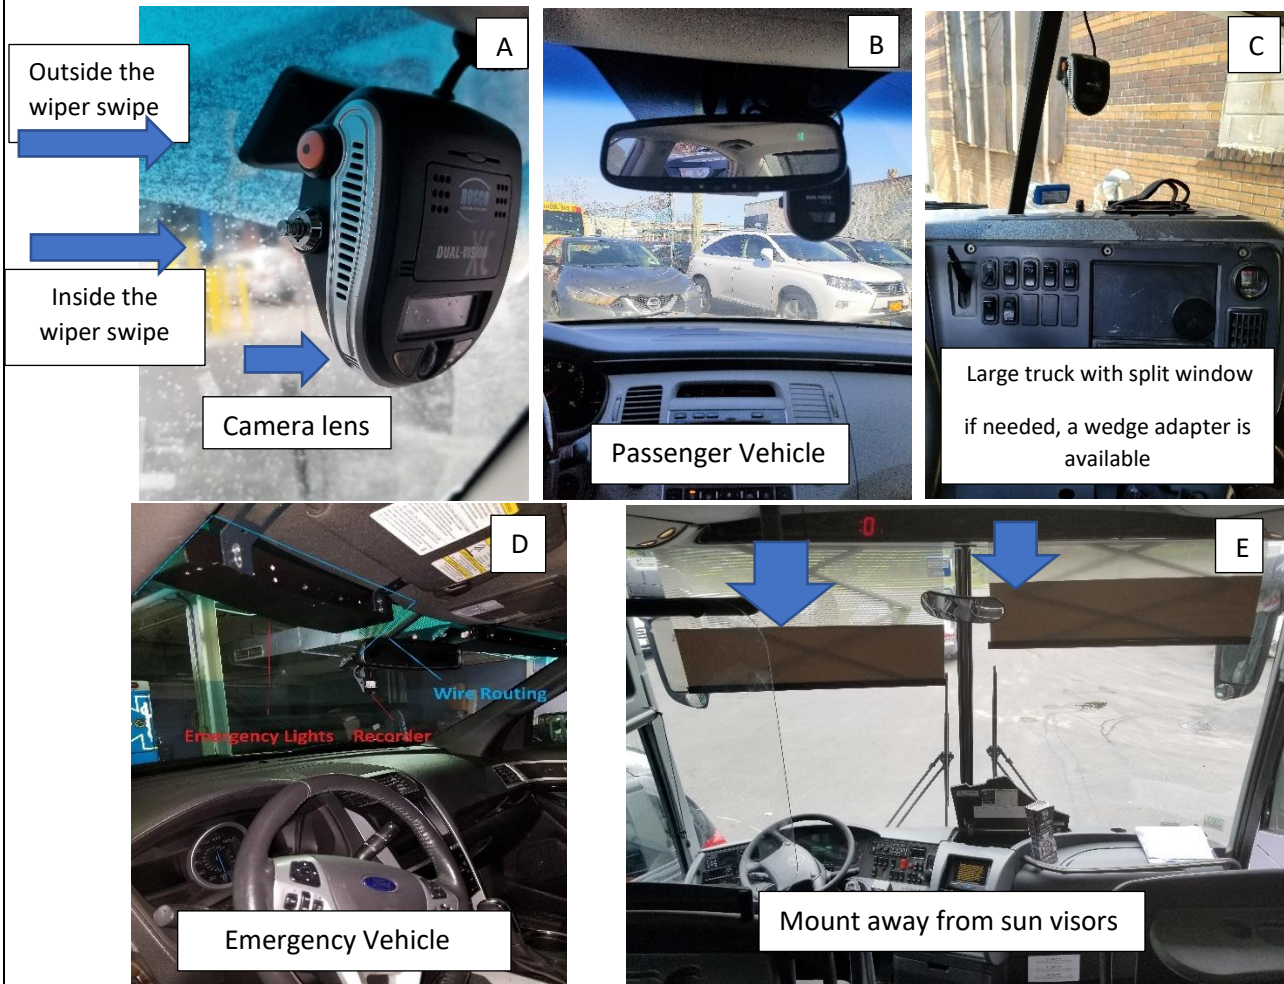 Outside the
wiper swipe
Inside the
wiper swipe
Camera lens
A
ROSCO
DUAL-VISION
XC
B
Passenger Vehicle
DUAL-VISION
C
Large truck with split window
if needed, a wedge adapter is
available
D
Wire Routing
Emergency Lights
Recorder
Emergency Vehicle
E
Mount away from sun visors